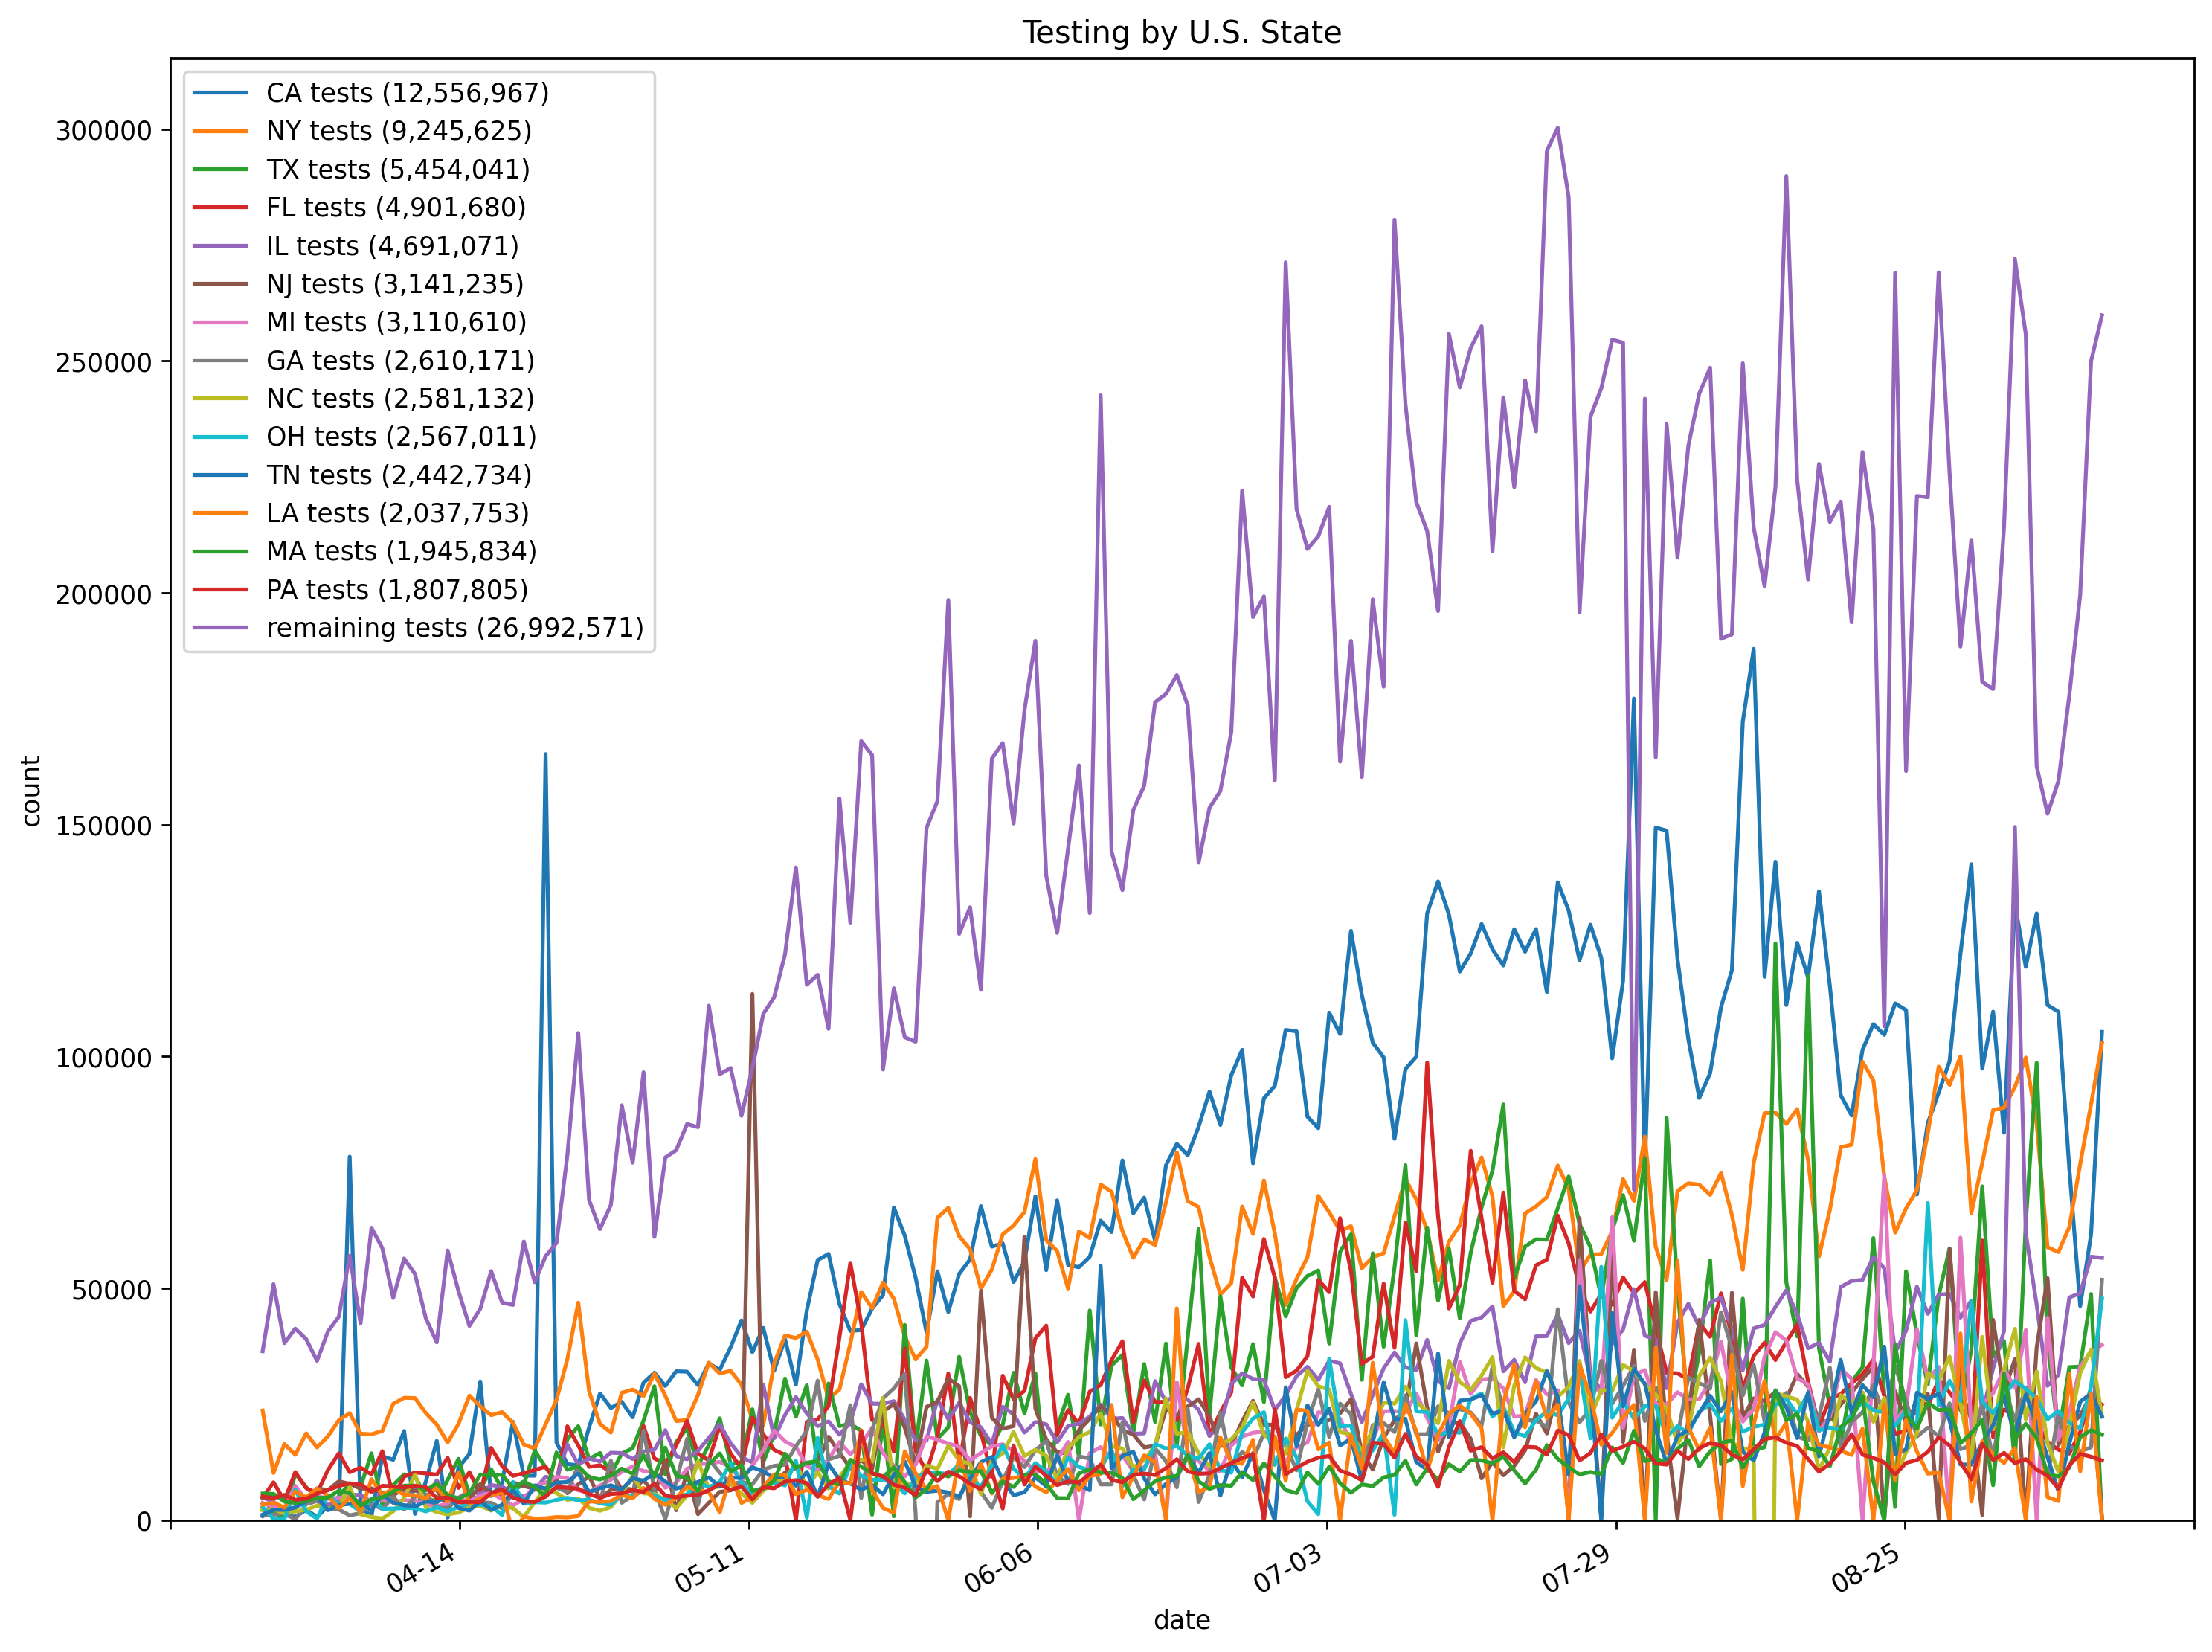 Testing by U.S. State
CA tests (12,556,967)
NY tests (9,245,625)
TX tests (5,454,041)
FL tests (4,901,680)
IL tests (4,691,071)
NJ tests (3,141,235)
MI tests (3,110,610)
GA tests (2,610,171)
NC tests (2,581,132)
OH tests (2,567,011)
TN tests (2,442,734)
LA tests (2,037,753)
MA tests (1,945,834)
PA tests (1,807,805)
remaining tests (26,992,571)
300000
250000
200000
150000
100000
50000
0
count
04-14
05-11
06-06
07-03
07-29
08-25
date